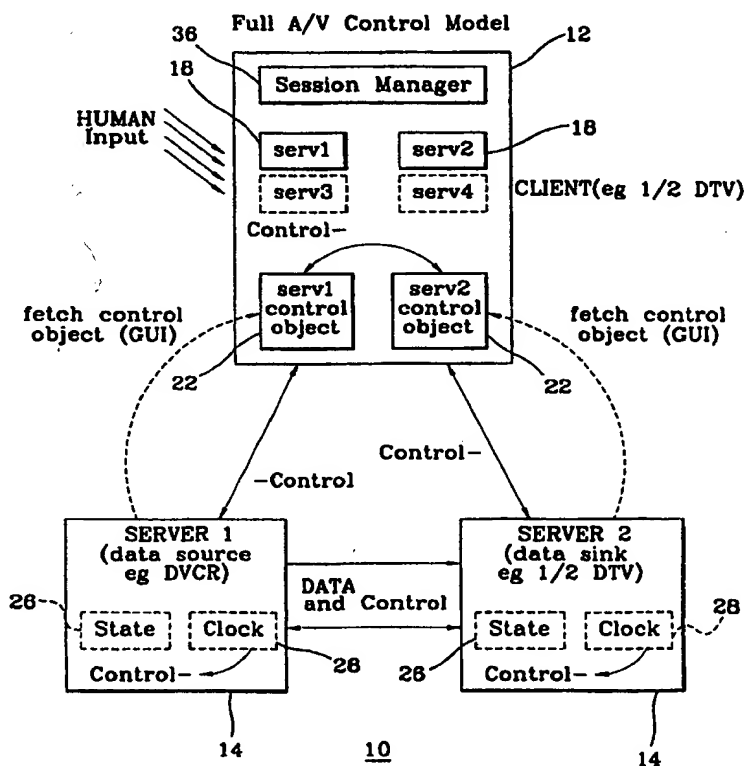 Full A/V Control Model
36
12
Session Manager
18
HUMAN
Input
serv1
serv2
18
serv3
serv4
CLIENT(eg 1/2 DTV)
Control-
serv1
control
object
serv2
control
object
fetch control
object (GUI)
fetch control
object (GUI)
22
22
-Control
Control-
SERVER 1
(data source
eg DVCR)
SERVER 2
(data sink
eg 1/2 DTV)
DATA
and Control
26
State
Clock
28
Control-
26
State
Clock
28
Control-
14
10
14